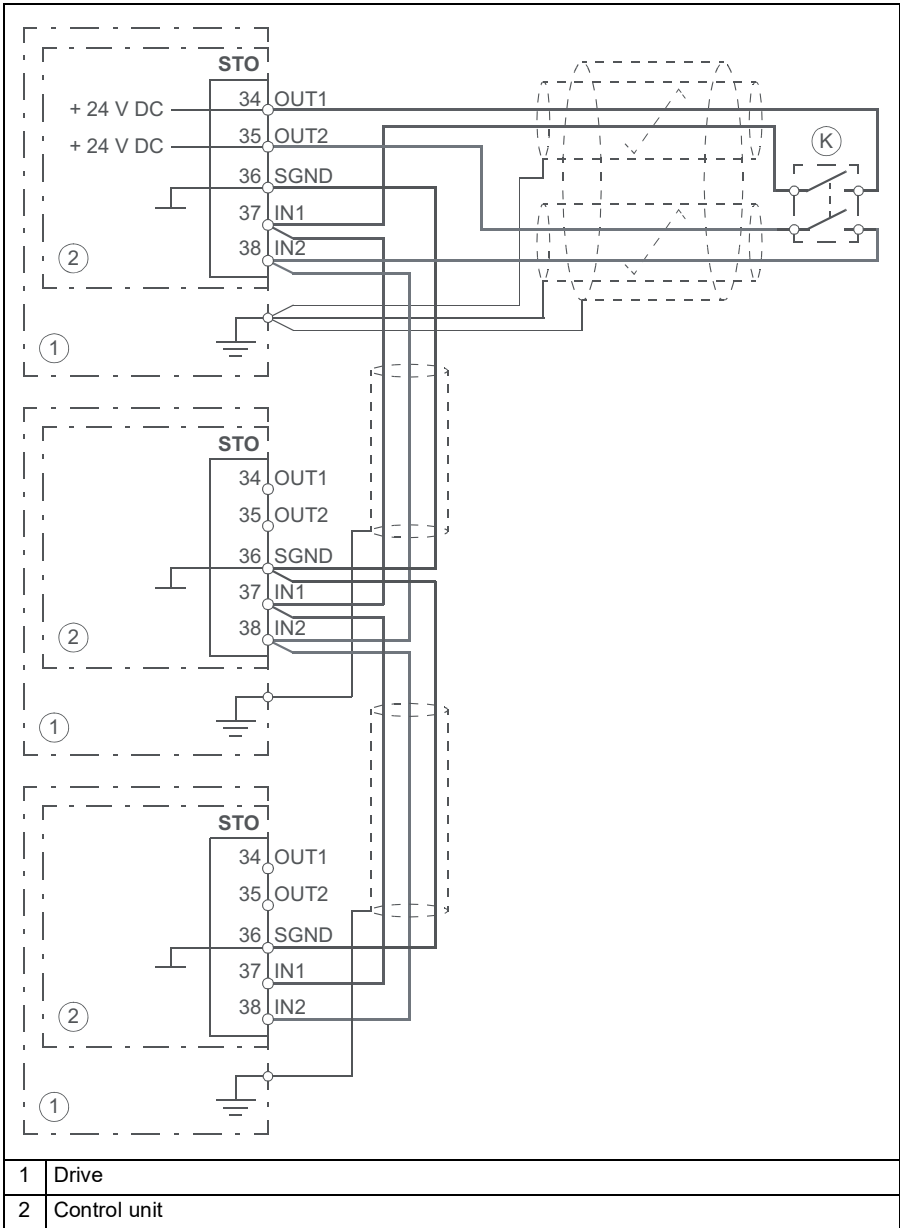 STO
+ 24 V DC
34 OUT1
+ 24 V DC
35 OUT2
36 SGND
37 IN1
38 IN2
K
2
1
STO
34 OUT1
35 OUT2
36 SGND
37 IN1
38 IN2
2
1
STO
34 OUT1
35 OUT2
36 SGND
37 IN1
38 IN2
2
1
1 Drive
2 Control unit